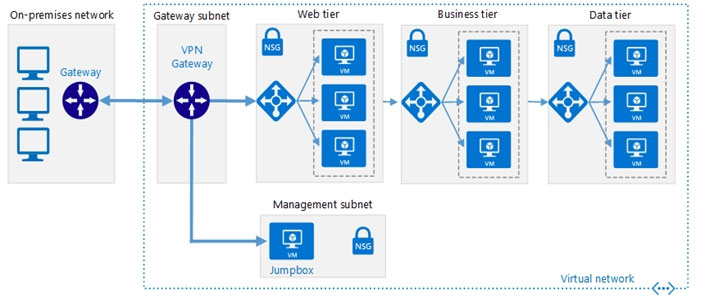 On-premises network
Gateway subnet
Web tier
Business tier
Data tier
Gateway
VPN
Gateway
NSG
VM
VM
VM
NSG
VM
VM
VM
NSG
VM
VM
VM
Management subnet
VM
NSG
Jumpbox
Virtual network